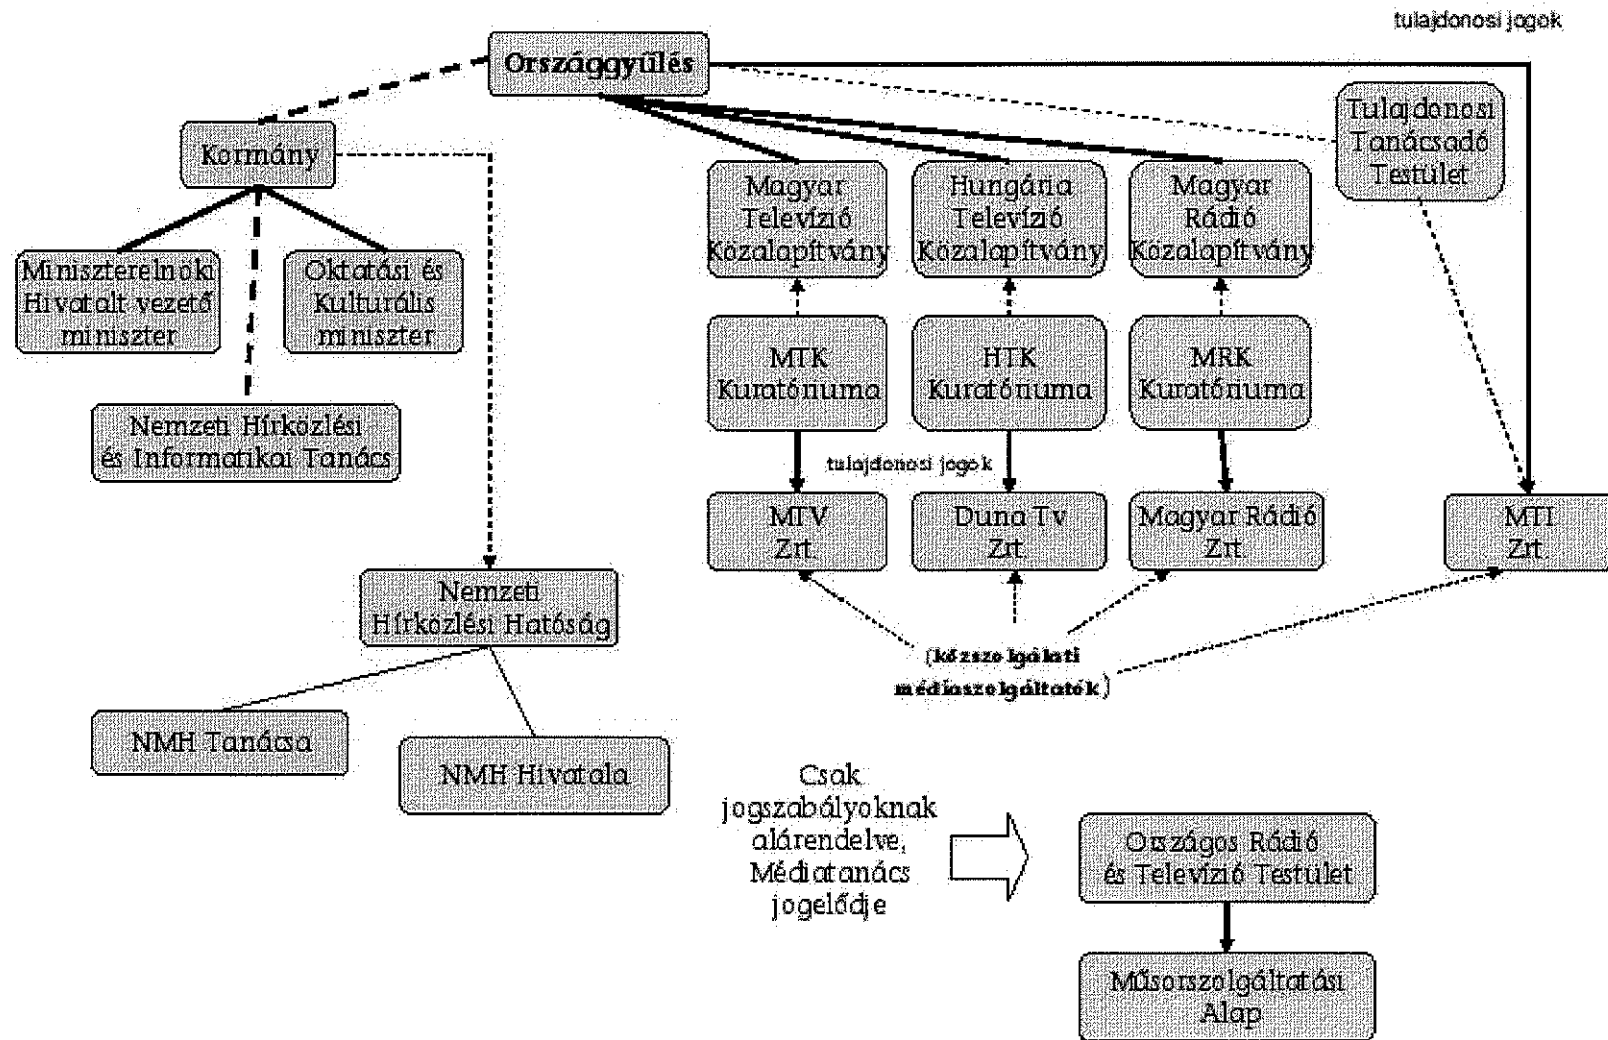 tulajdonosi jogok
Országgyűlés
Kormány
Tulajdonosi
Tanácsadó
Testület
Magyar
Televízió
Közalapítvány
Hungária
Televízió
Közalapítvány
Magyar
Rádió
Közalapítvány
Miniszterelnöki
Hivatalt vezető
miniszter
Oktatási és
Kulturális
miniszter
MTK
Kuratóriuma
HTK
Kuratóriuma
MRK
Kuratóriuma
Nemzeti Hírközlési
és Informatikai Tanács
tulajdonosi jogok
MTV
Zrt.
Duna Tv
Zrt.
Magyar Rádió
Zrt.
MTI
Zrt.
Nemzeti
Hírközlési Hatóság
(közszolgálati
médiaszolgáltatók)
NMH Tanácsa
NMH Hivatala
Csak
jogszabályoknak
alárendelve,
Médiatanács
jogelődje
Országos Rádió
és Televízió Testület
Műsorszolgáltatási
Alap